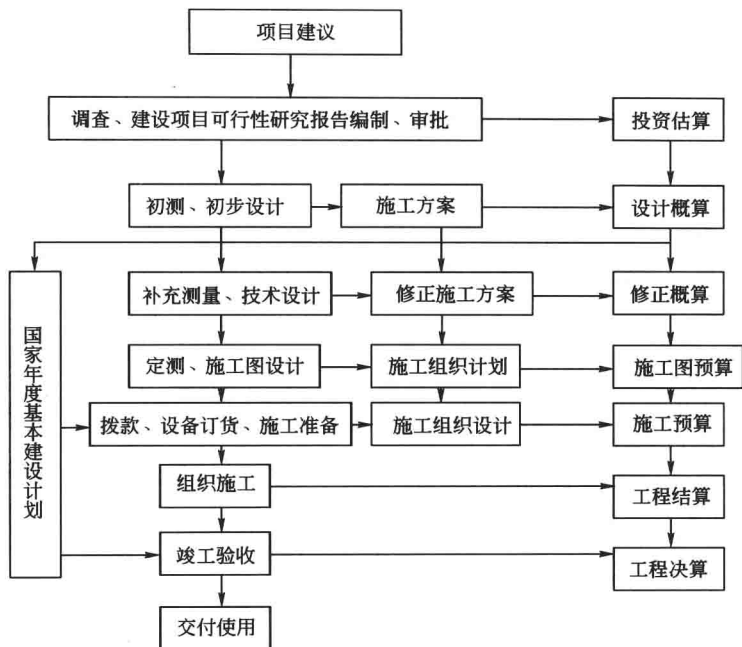 项目建议
调查、建设项目可行性研究报告编制、审批
投资估算
初测、初步设计
施工方案
设计概算
国家年度基本建设计划
补充测量、技术设计
修正施工方案
修正概算
定测、施工图设计
施工组织计划
施工图预算
拨款、设备订货、施工准备
施工组织设计
施工预算
组织施工
工程结算
竣工验收
工程决算
交付使用